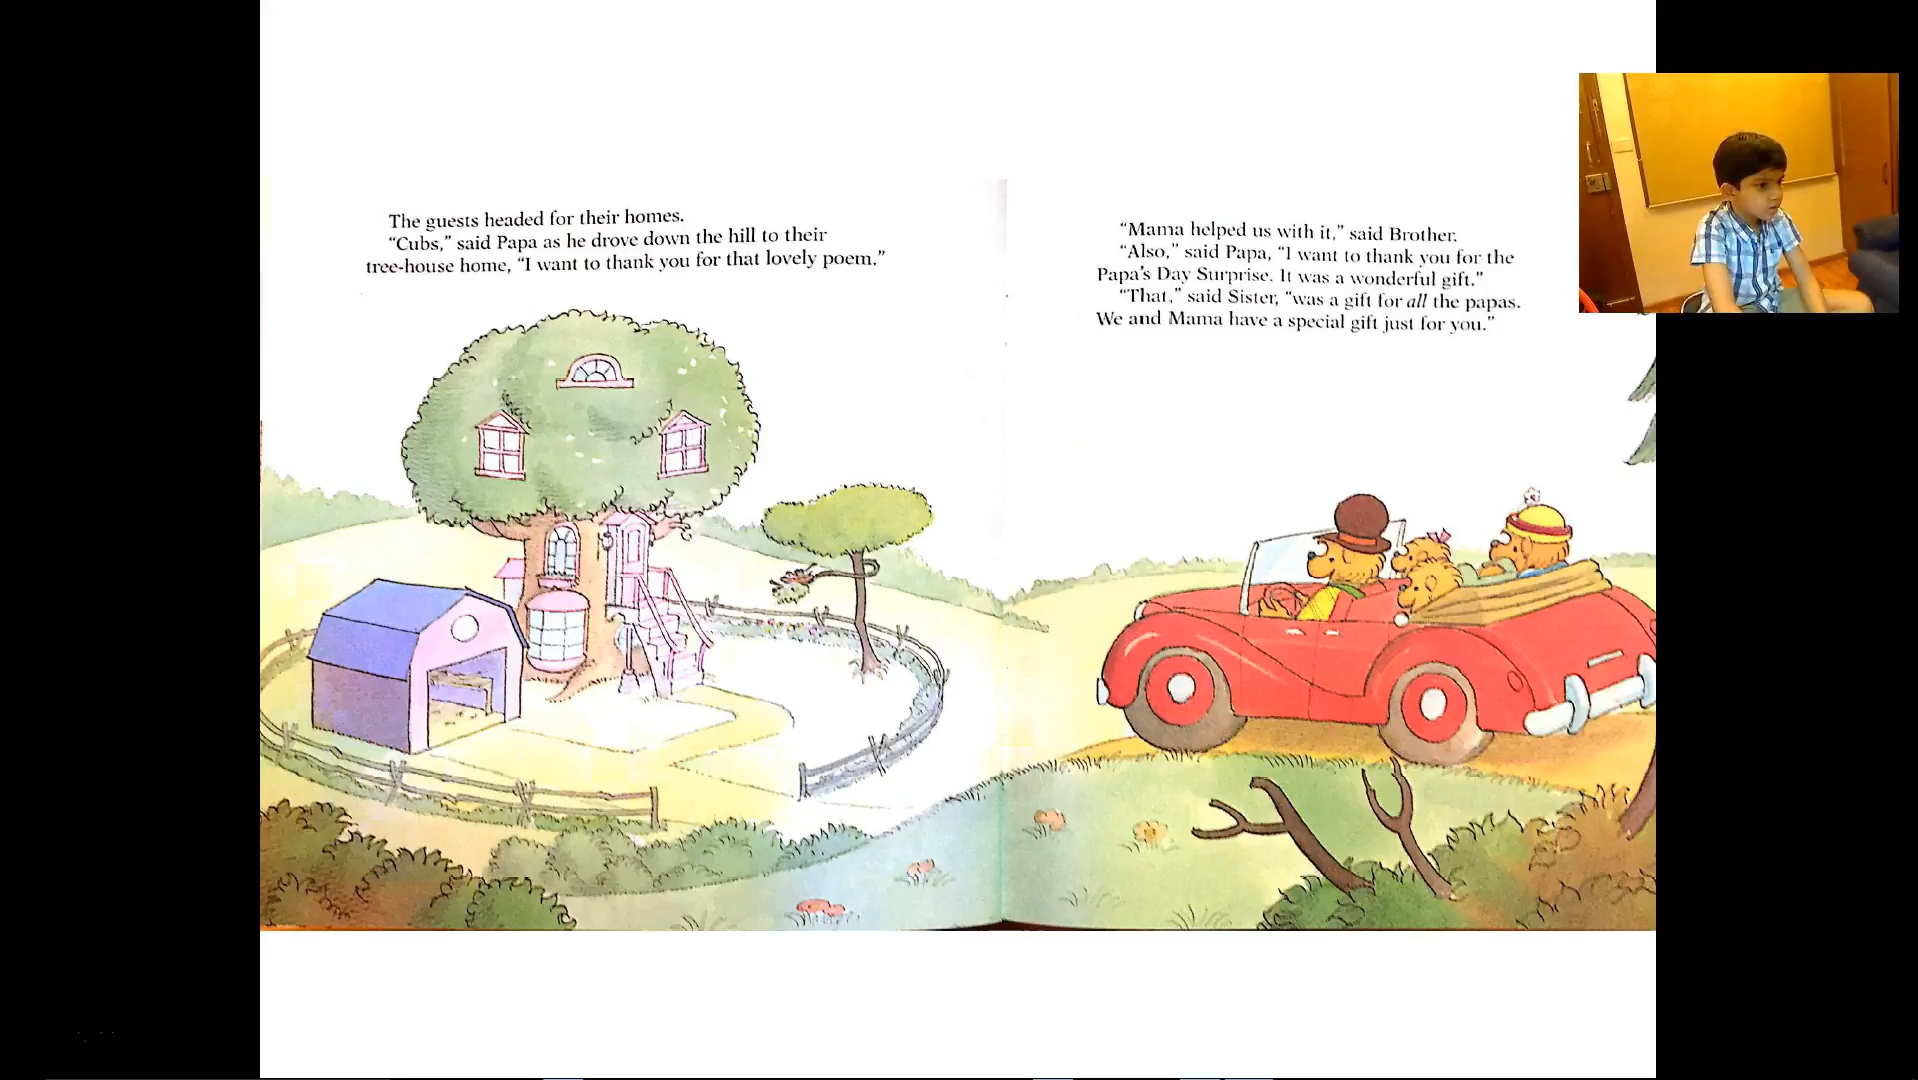 The guests headed for their homes.
“Cubs,” said Papa as he drove down the hill to their
tree-house home, “I want to thank you for that lovely poem.”
“Mama helped us with it,” said Brother.
“Also,” said Papa, “I want to thank you for the
Papa’s Day Surprise. It was a wonderful gift.”
“That,” said Sister, “was a gift for all the papas.
We and Mama have a special gift just for you.”